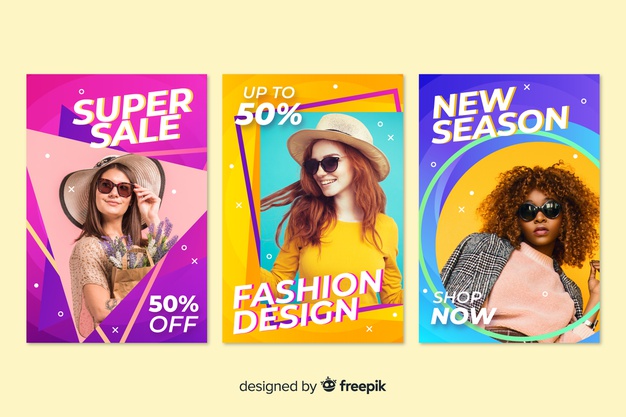 SUPER
SALE
50%
OFF
UP TO
50%
FASHION
DESIGN
NEW
SEASON
SHOP
NOW
designed by freepik